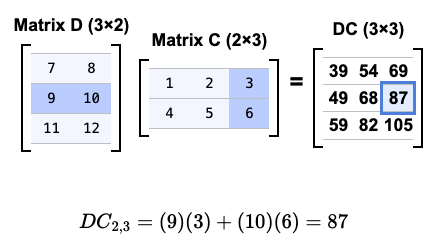 Matrix D (3×2)
Matrix C (2×3)
DC (3×3)
7 8
9 10
11 12
1 2 3
4 5 6
=
39 54 69
49 68 87
59 82 105
DC₂,₃ = (9)(3) + (10)(6) = 87